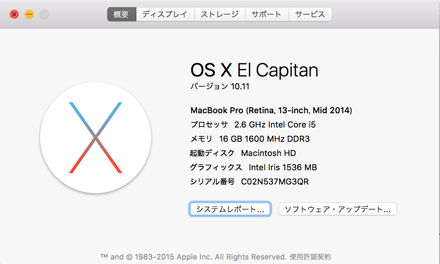 概要 ディスプレイ ストレージ サポート サービス
OS X El Capitan
バージョン 10.11
MacBook Pro (Retina, 13-inch, Mid 2014)
プロセッサ 2.6 GHz Intel Core i5
メモリ 16 GB 1600 MHz DDR3
起動ディスク Macintosh HD
グラフィックス Intel Iris 1536 MB
シリアル番号 C02N537MG3QR
システムレポート... ソフトウェア・アップデート...
™ and © 1983-2015 Apple Inc. All Rights Reserved. 使用許諾契約